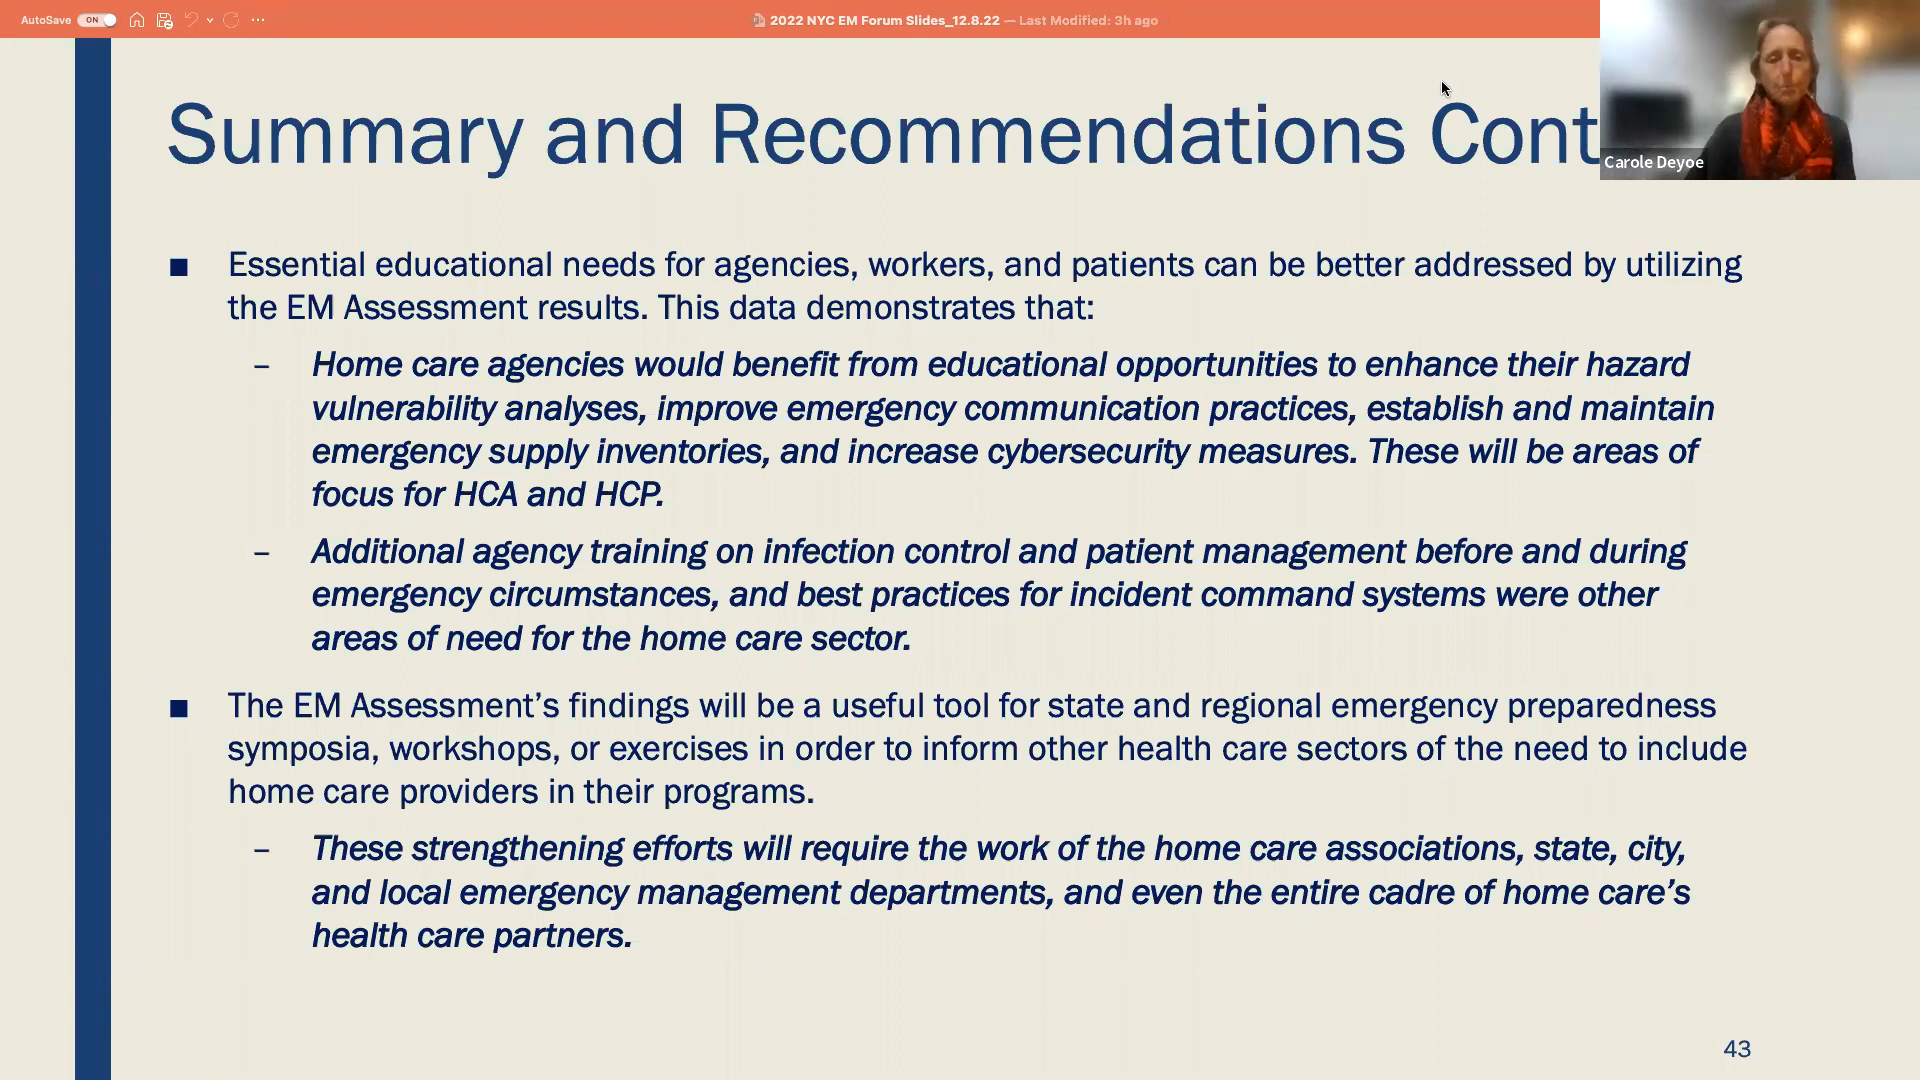 AutoSave ON 2022 NYC EM Forum Slides_12.8.22 — Last Modified: 3h ago
Summary and Recommendations Cont
Carole Deyoe
■ Essential educational needs for agencies, workers, and patients can be better addressed by utilizing
the EM Assessment results. This data demonstrates that:
– Home care agencies would benefit from educational opportunities to enhance their hazard
vulnerability analyses, improve emergency communication practices, establish and maintain
emergency supply inventories, and increase cybersecurity measures. These will be areas of
focus for HCA and HCP.
– Additional agency training on infection control and patient management before and during
emergency circumstances, and best practices for incident command systems were other
areas of need for the home care sector.
■ The EM Assessment’s findings will be a useful tool for state and regional emergency preparedness
symposia, workshops, or exercises in order to inform other health care sectors of the need to include
home care providers in their programs.
– These strengthening efforts will require the work of the home care associations, state, city,
and local emergency management departments, and even the entire cadre of home care’s
health care partners.
43